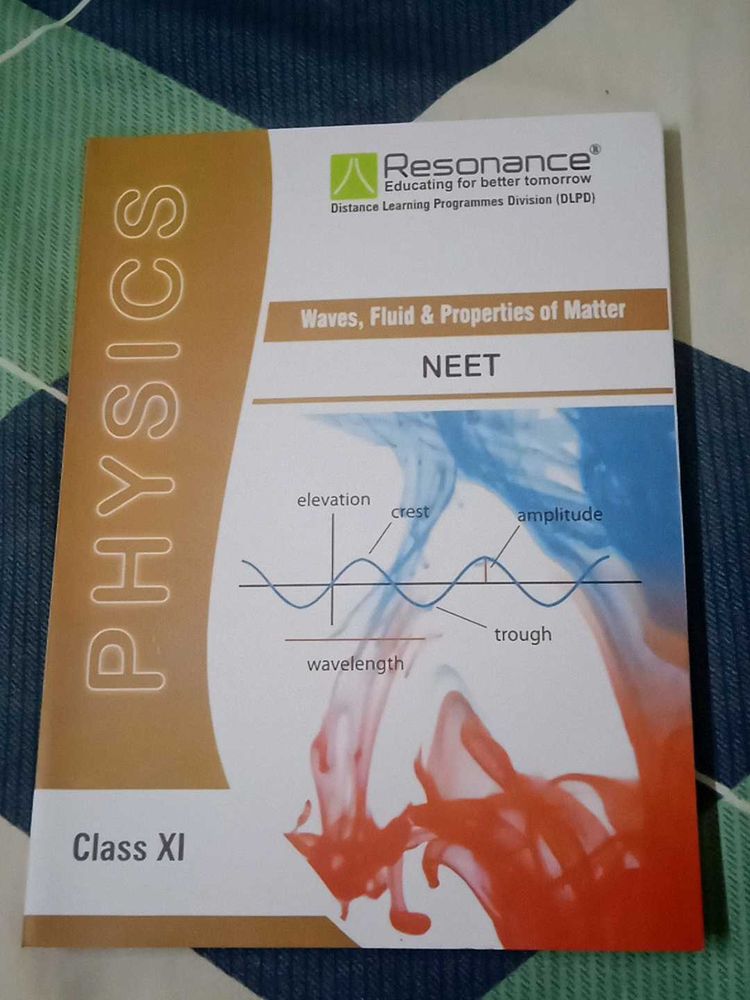 Resonance®
Educating for better tomorrow
Distance Learning Programmes Division (DLPD)
PHYSICS
Waves, Fluid & Properties of Matter
NEET
elevation
crest
amplitude
trough
wavelength
Class XI